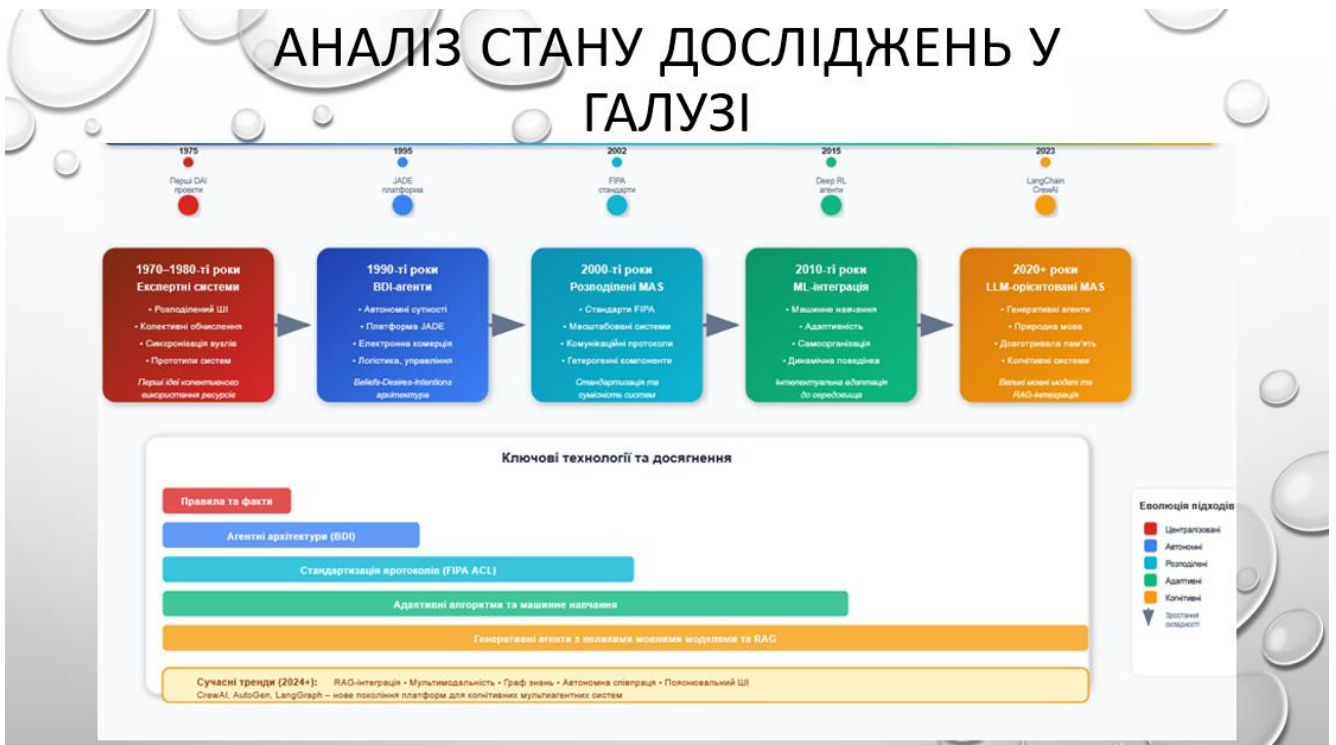 АНАЛІЗ СТАНУ ДОСЛІДЖЕНЬ У
ГАЛУЗІ
1975
Перші DAI
проєкти
1995
JADE
платформа
2002
FIPA
стандарти
2015
Deep RL
агенти
2023
LangChain
CrewAI
1970–1980-ті роки
Експертні системи
• Розподілений ШІ
• Колективні обчислення
• Синхронізація вузлів
• Прототипи систем
Перші ідеї колективного
використання ресурсів
1990-ті роки
BDI-агенти
• Автономні сутності
• Платформа JADE
• Електронна комерція
• Логістика, управління
Beliefs-Desires-Intentions
архітектура
2000-ті роки
Розподілені MAS
• Стандарти FIPA
• Масштабовані системи
• Комунікаційні протоколи
• Гетерогенні компоненти
Стандартизація та
сумісність систем
2010-ті роки
ML-інтеграція
• Машинне навчання
• Адаптивність
• Самоорганізація
• Динамічна поведінка
Інтелектуальна адаптація
до середовища
2020+ роки
LLM-орієнтовані MAS
• Генеративні агенти
• Природна мова
• Довготривала пам'ять
• Когнітивні системи
Великі мовні моделі та
RAG-інтеграція
Ключові технології та досягнення
Правила та факти
Агентні архітектури (BDI)
Стандартизація протоколів (FIPA ACL)
Адаптивні алгоритми та машинне навчання
Генеративні агенти з великими мовними моделями та RAG
Сучасні тренди (2024+): RAG-інтеграція • Мультимодальність • Граф знань • Автономна співпраця • Пояснювальний ШІ
CrewAI, AutoGen, LangGraph – нове покоління платформ для когнітивних мультиагентних систем
Еволюція підходів
Централізовані
Автономні
Розподілені
Адаптивні
Когнітивні
Зростання
складності